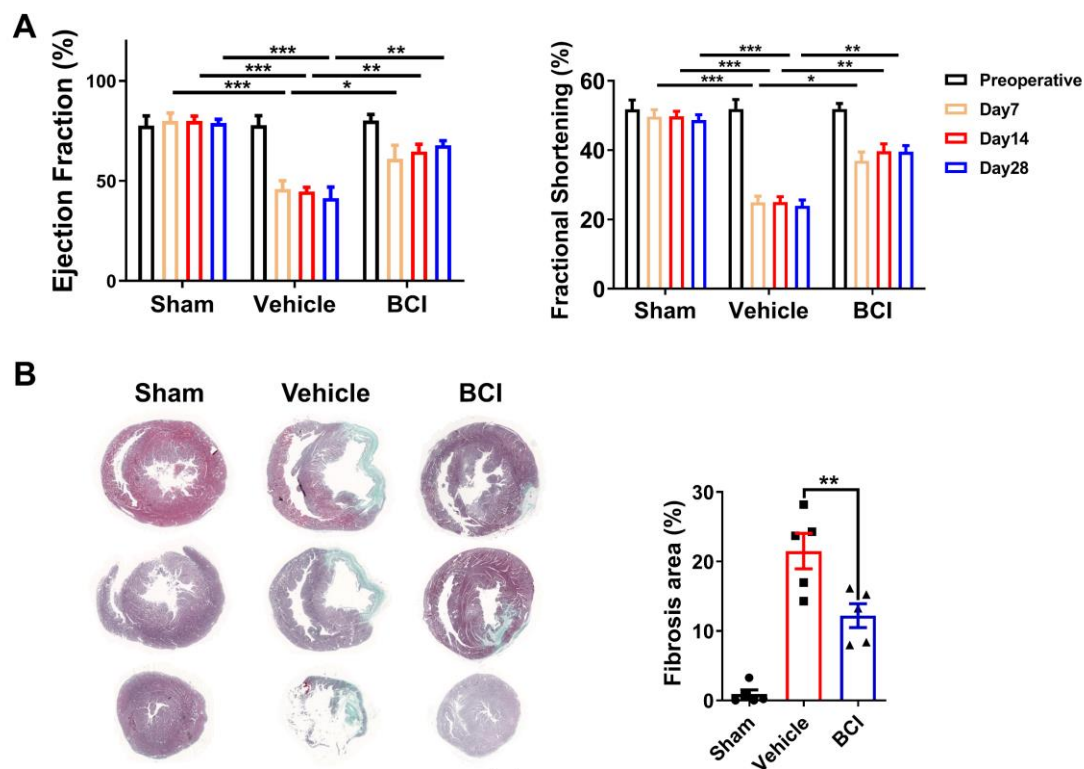 A
Ejection Fraction (%)
100
50
0
***
**
***
**
***
*
Sham
Vehicle
BCI
Fractional Shortening (%)
60
40
20
0
***
**
***
**
***
*
Sham
Vehicle
BCI
Preoperative
Day7
Day14
Day28
B
Sham
Vehicle
BCI
Fibrosis area (%)
30
20
10
0
**
Sham
Vehicle
BCI